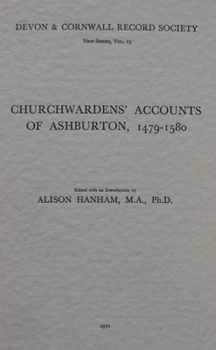 DEVON & CORNWALL RECORD SOCIETY
New Series, Vol. 15
CHURCHWARDENS' ACCOUNTS
OF ASHBURTON, 1479-1580
Edited with an Introduction by
ALISON HANHAM, M.A., Ph.D.
1970